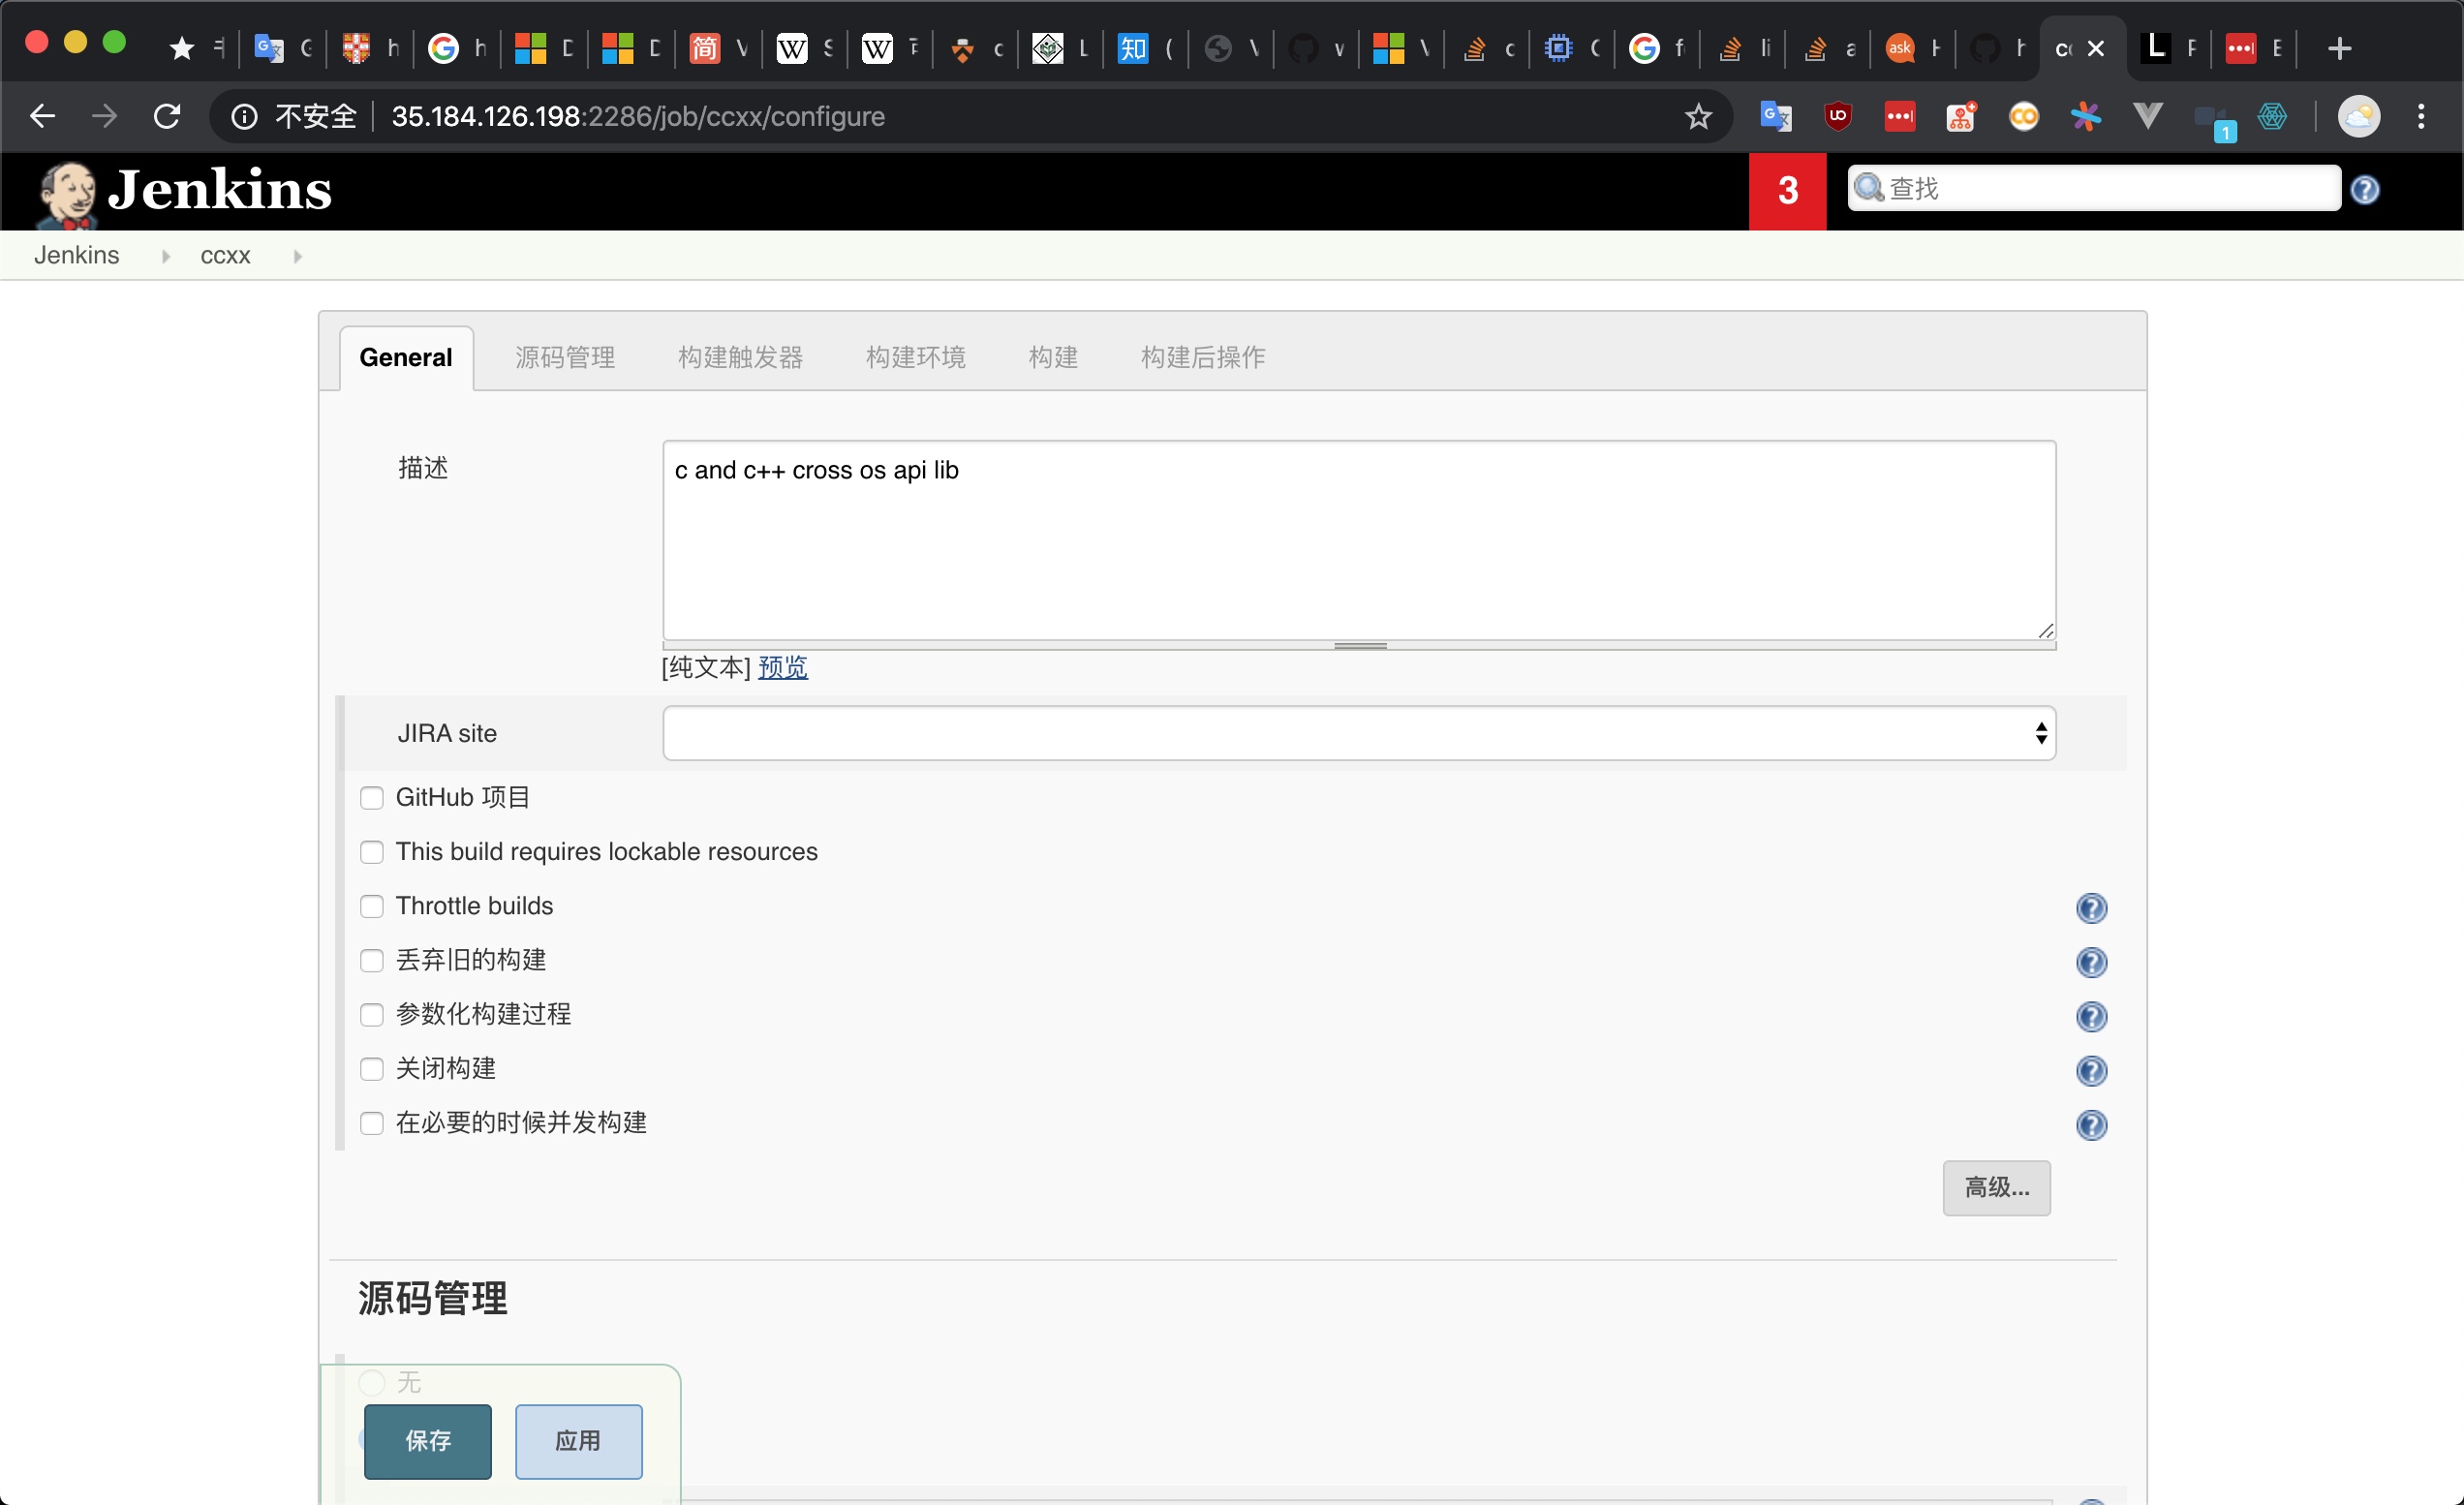 不安全 35.184.126.198:2286/job/ccxx/configure
Jenkins
3
查找
Jenkins ccxx
General 源码管理 构建触发器 构建环境 构建 构建后操作
描述
c and c++ cross os api lib
[纯文本] 预览
JIRA site
GitHub 项目
This build requires lockable resources
Throttle builds
丢弃旧的构建
参数化构建过程
关闭构建
在必要的时候并发构建
高级...
源码管理
无
保存 应用